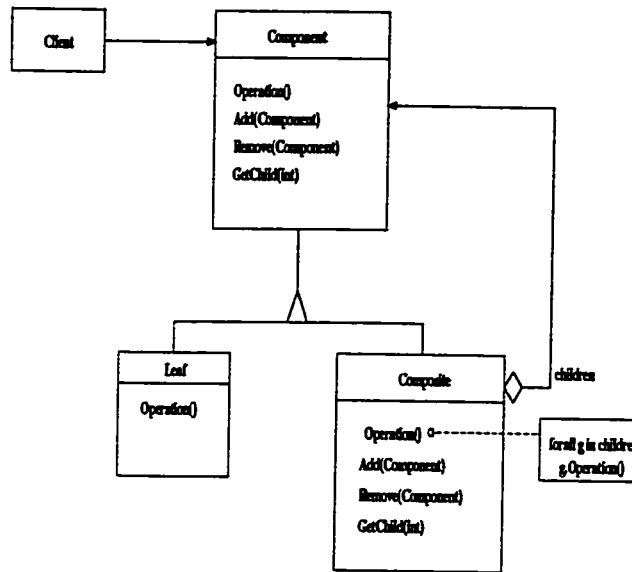 Client
Component
Operation()
Add(Component)
Remove(Component)
GetChild(int)
Leaf
Operation()
Composite
Operation()
Add(Component)
Remove(Component)
GetChild(int)
children
forall g in childre
g.Operation()